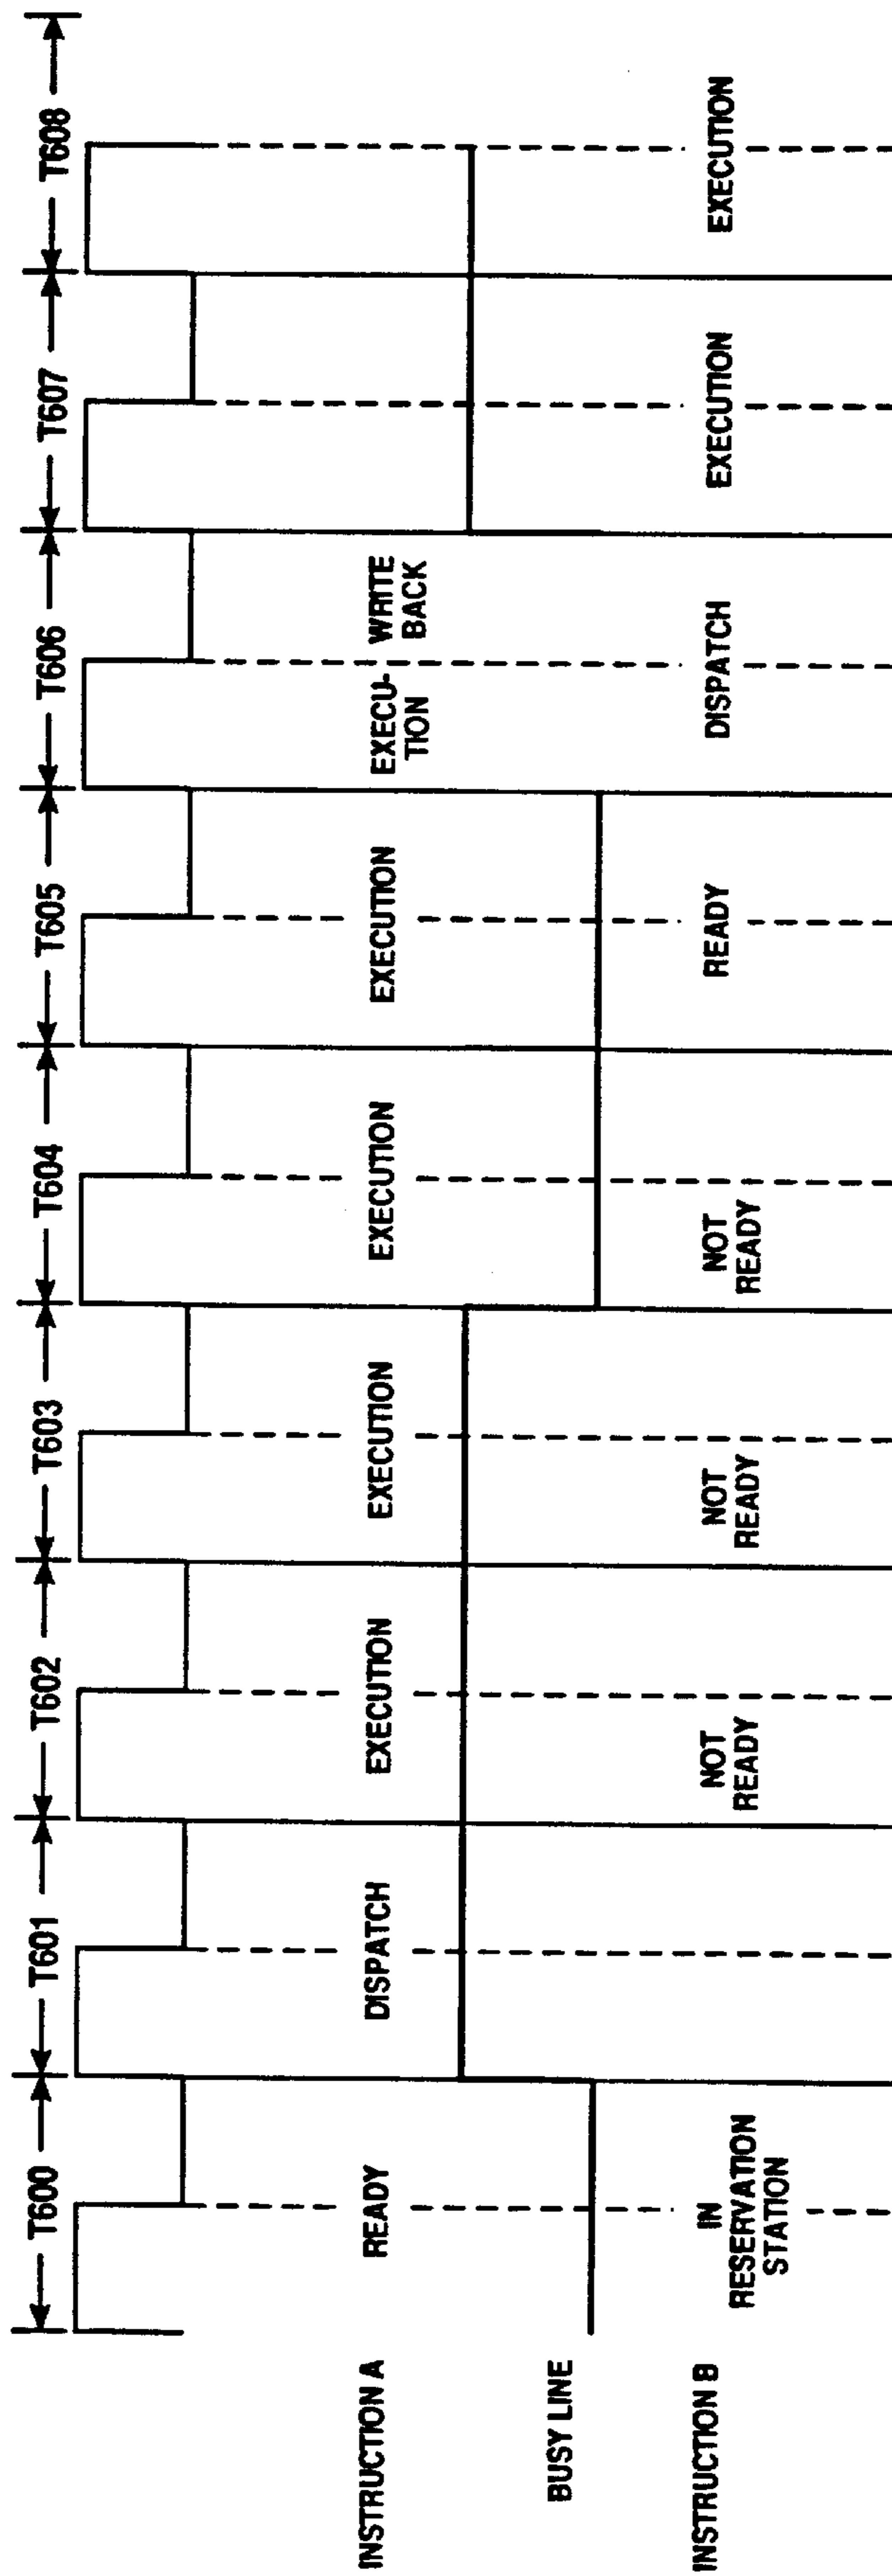 T600
T601
T602
T603
T604
T605
T606
T607
T608
INSTRUCTION A
READY
DISPATCH
EXECUTION
EXECUTION
EXECUTION
EXECUTION
EXECU-
TION
WRITE
BACK
BUSY LINE
INSTRUCTION B
IN
RESERVATION
STATION
NOT
READY
NOT
READY
NOT
READY
READY
DISPATCH
EXECUTION
EXECUTION